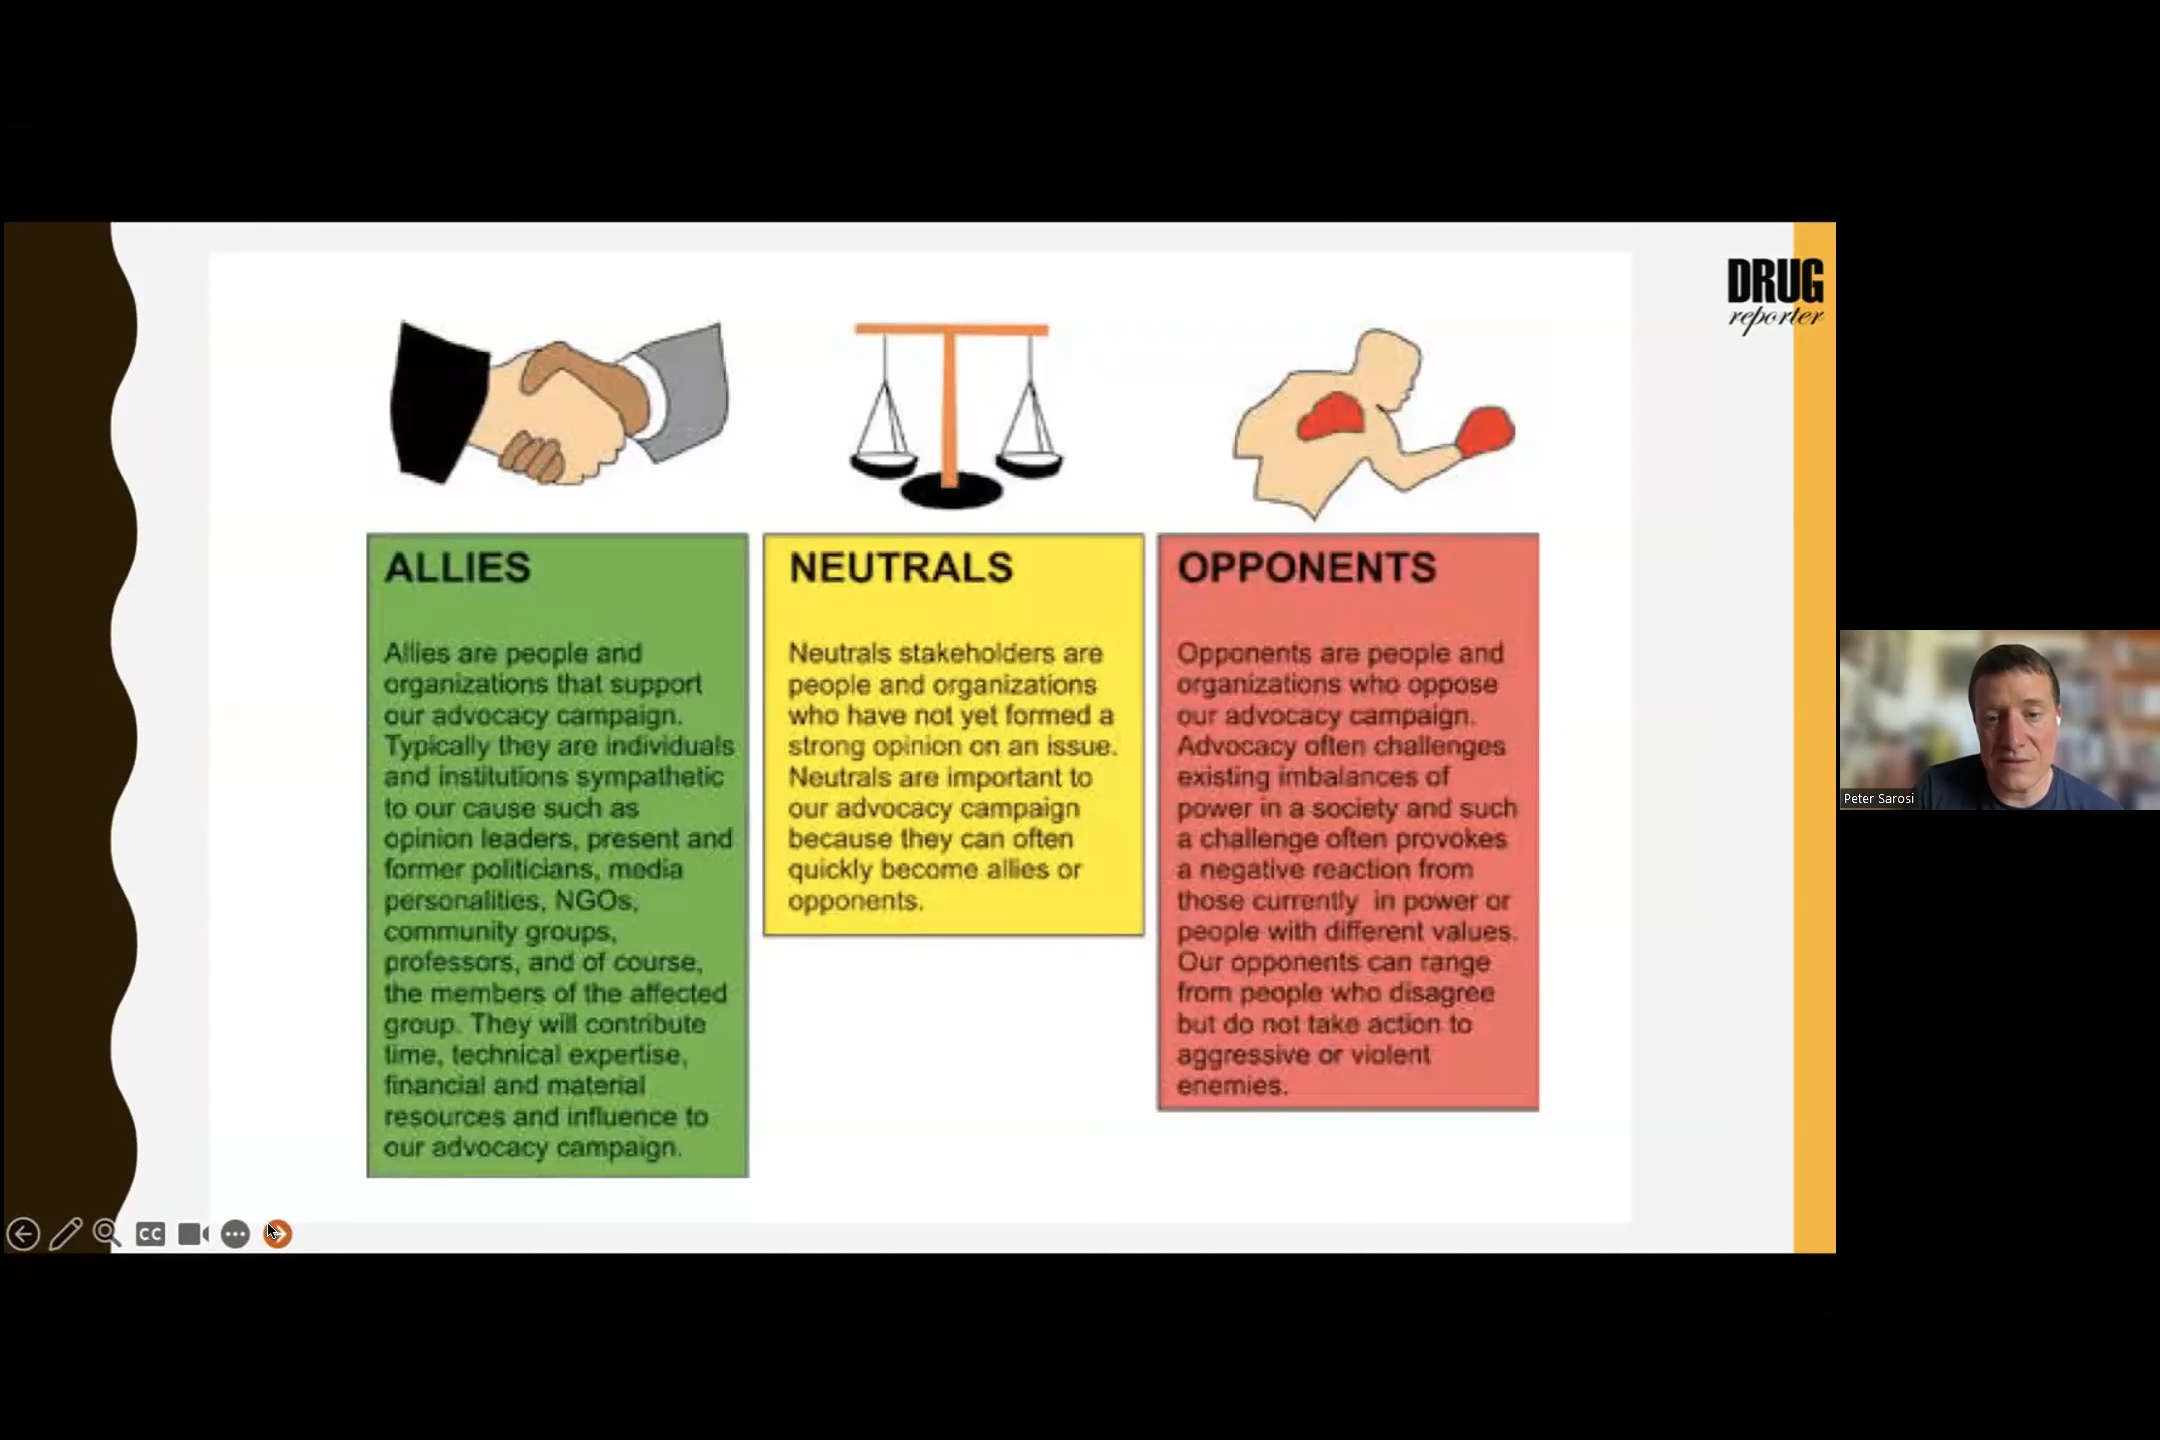 DRUG
reporter
ALLIES
Allies are people and
organizations that support
our advocacy campaign.
Typically they are individuals
and institutions sympathetic
to our cause such as
opinion leaders, present and
former politicians, media
personalities, NGOs,
community groups,
professors, and of course,
the members of the affected
group. They will contribute
time, technical expertise,
financial and material
resources and influence to
our advocacy campaign.
NEUTRALS
Neutrals stakeholders are
people and organizations
who have not yet formed a
strong opinion on an issue.
Neutrals are important to
our advocacy campaign
because they can often
quickly become allies or
opponents.
OPPONENTS
Opponents are people and
organizations who oppose
our advocacy campaign.
Advocacy often challenges
existing imbalances of
power in a society and such
a challenge often provokes
a negative reaction from
those currently in power or
people with different values.
Our opponents can range
from people who disagree
but do not take action to
aggressive or violent
enemies.
Peter Sarosi
CC